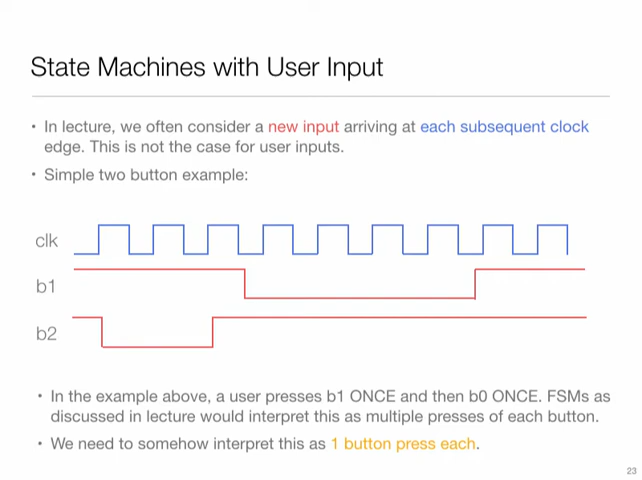 State Machines with User Input
• In lecture, we often consider a new input arriving at each subsequent clock
edge. This is not the case for user inputs.
• Simple two button example:
clk
b1
b2
• In the example above, a user presses b1 ONCE and then b0 ONCE. FSMs as
discussed in lecture would interpret this as multiple presses of each button.
• We need to somehow interpret this as 1 button press each.
23